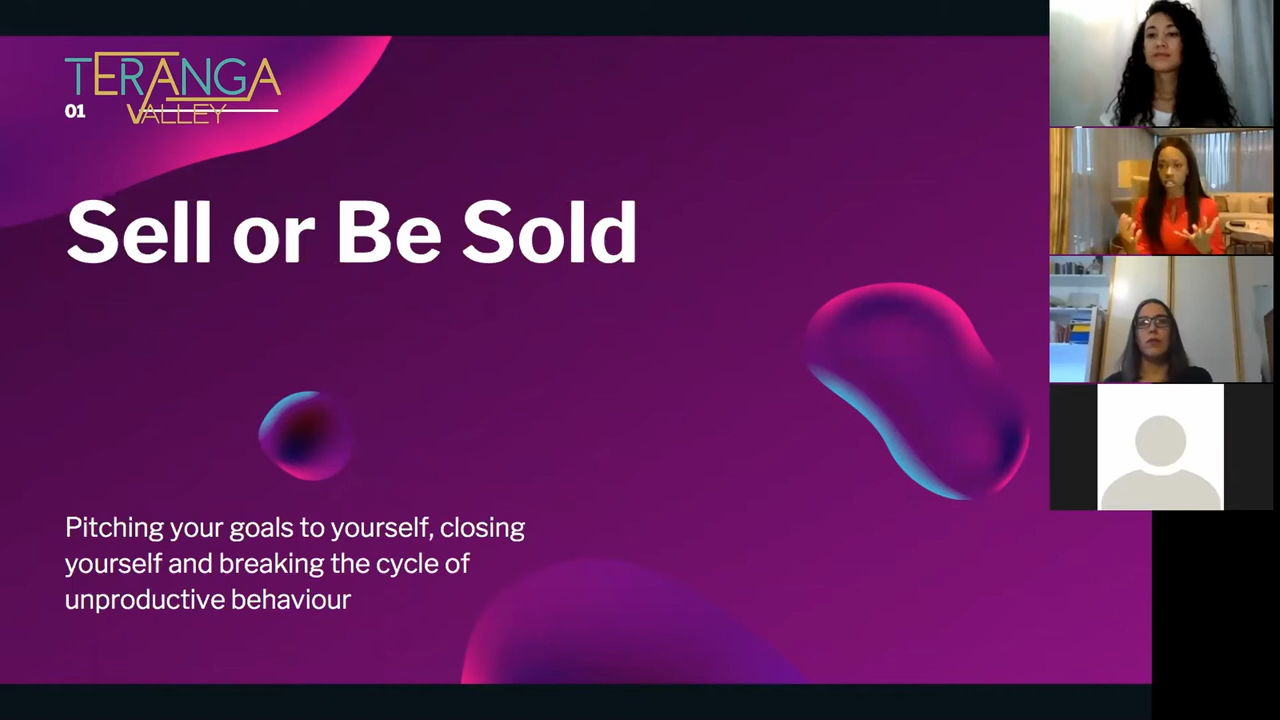 TERANGA
01
VALLEY
Sell or Be Sold
Pitching your goals to yourself, closing
yourself and breaking the cycle of
unproductive behaviour